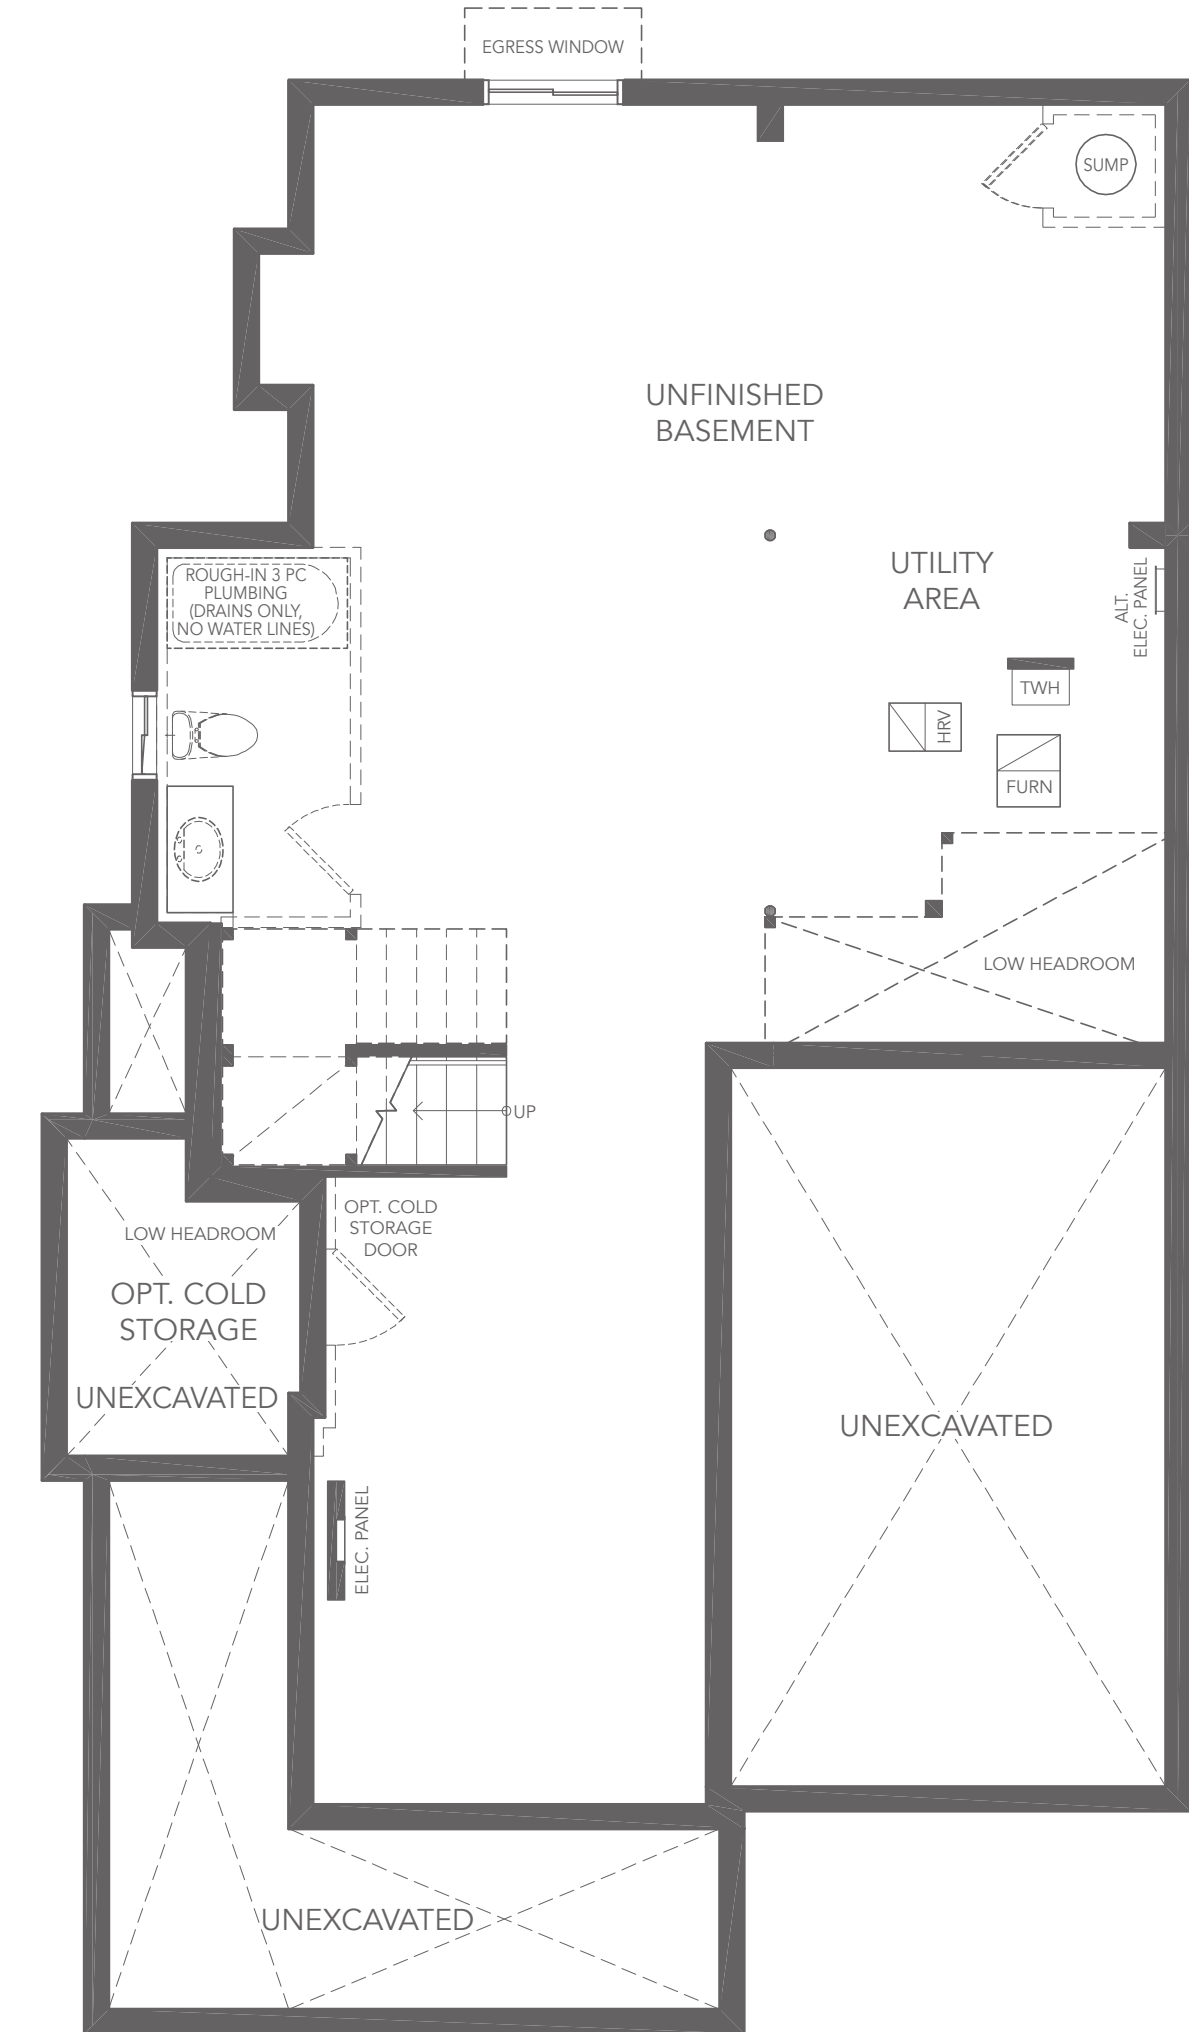 EGRESS WINDOW
SUMP
UNFINISHED
BASEMENT
UTILITY
AREA
ALT.
ELEC. PANEL
ROUGH-IN 3 PC
PLUMBING
(DRAINS ONLY,
NO WATER LINES)
TWH
HRV
FURN
LOW HEADROOM
UP
OPT. COLD
STORAGE
DOOR
LOW HEADROOM
OPT. COLD
STORAGE
UNEXCAVATED
UNEXCAVATED
ELEC. PANEL
UNEXCAVATED